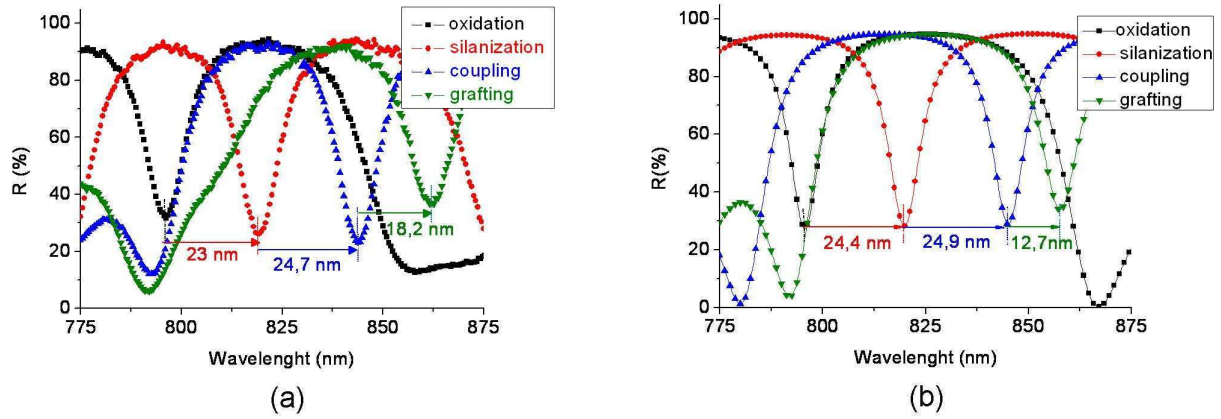 100
80
60
40
20
0
R (%)
oxidation
silanization
coupling
grafting
23 nm
24,7 nm
18,2 nm
775 800 825 850 875
Wavelenght (nm)
(a)
100
80
60
40
20
0
R(%)
oxidation
silanization
coupling
grafting
24,4 nm
24,9 nm
12,7nm
775 800 825 850 875
Wavelenght (nm)
(b)